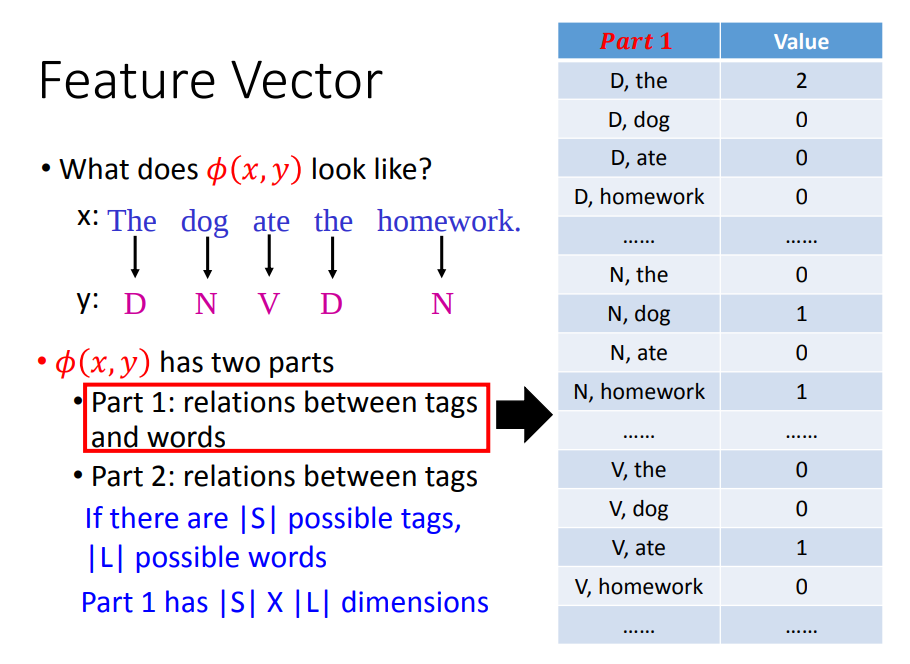 Feature Vector
• What does ϕ(x, y) look like?
x: The dog ate the homework.
y: D N V D N
• ϕ(x, y) has two parts
• Part 1: relations between tags
and words
• Part 2: relations between tags
If there are |S| possible tags,
|L| possible words
Part 1 has |S| X |L| dimensions
Part 1 Value
D, the 2
D, dog 0
D, ate 0
D, homework 0
...... ......
N, the 0
N, dog 1
N, ate 0
N, homework 1
...... ......
V, the 0
V, dog 0
V, ate 1
V, homework 0
...... ......